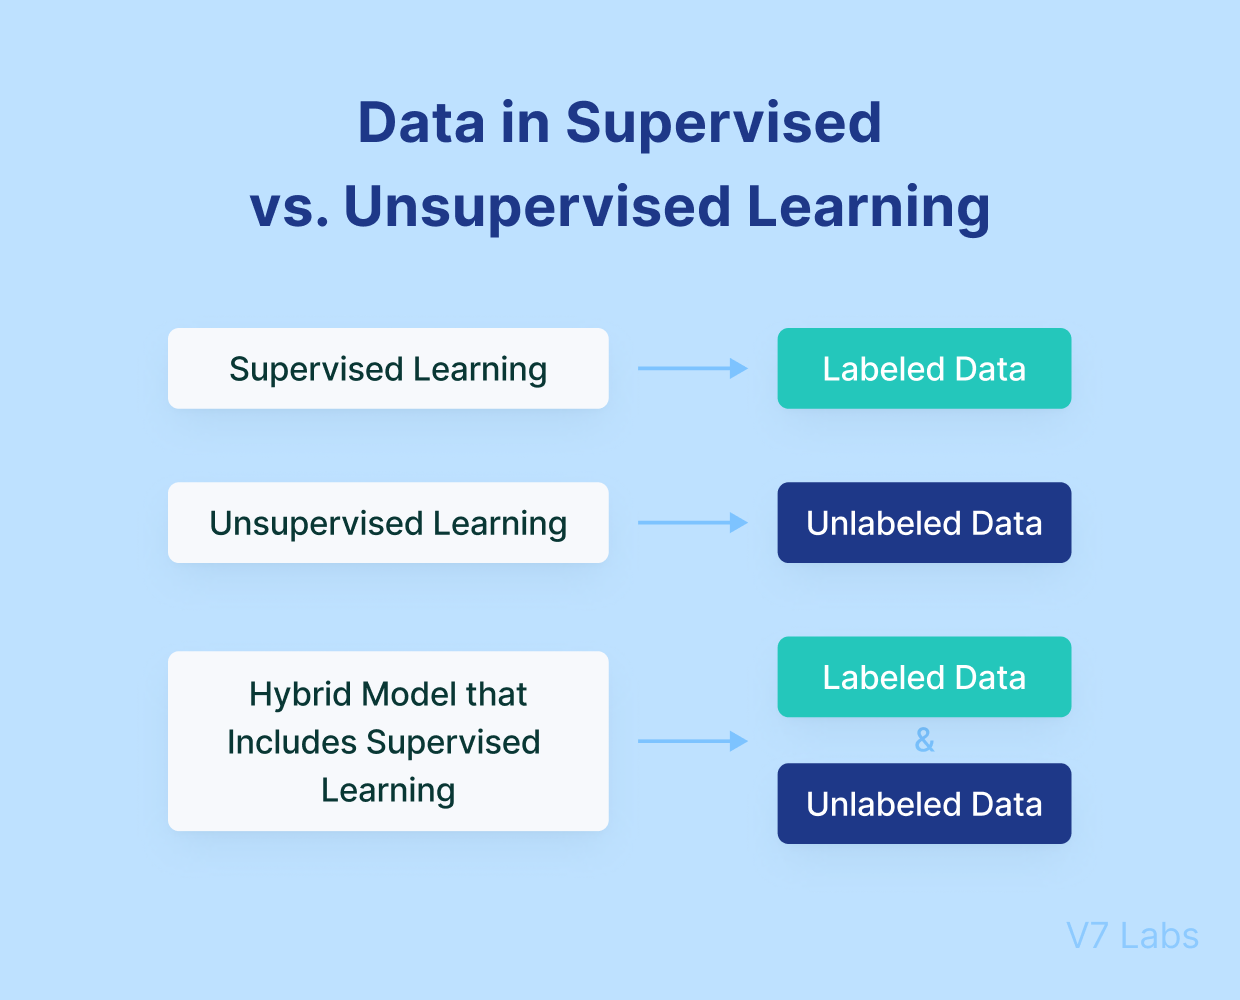 Data in Supervised
vs. Unsupervised Learning
Supervised Learning
Labeled Data
Unsupervised Learning
Unlabeled Data
Hybrid Model that
Includes Supervised
Learning
Labeled Data
&
Unlabeled Data
V7 Labs